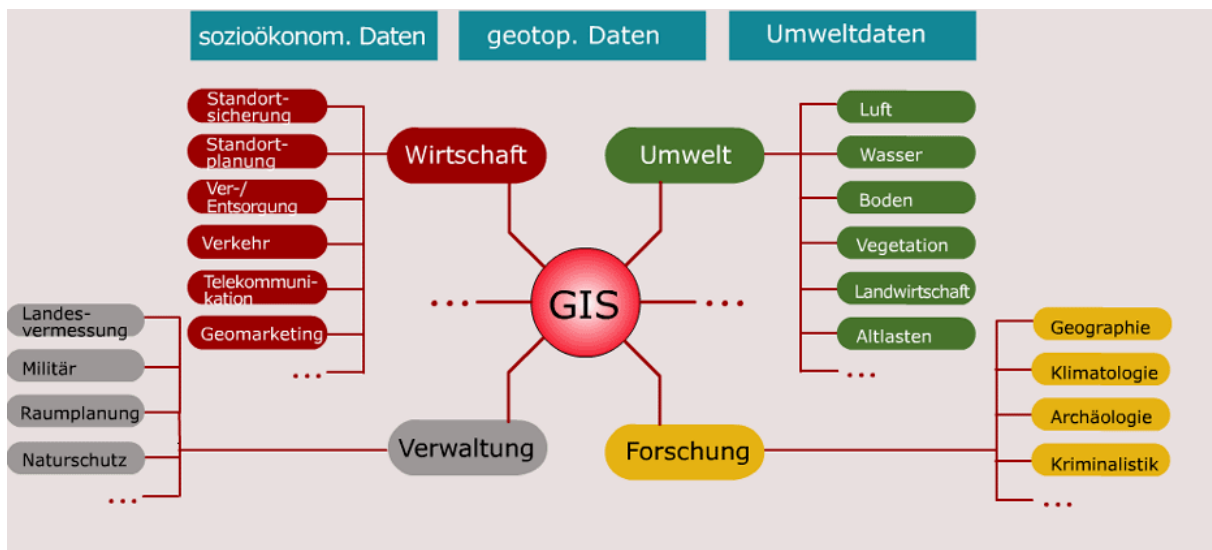 sozioökonom. Daten
geotop. Daten
Umweltdaten
Standort-
sicherung
Standort-
planung
Ver-/
Entsorgung
Verkehr
Telekommuni-
kation
Geomarketing
...
Wirtschaft
Umwelt
Luft
Wasser
Boden
Vegetation
Landwirtschaft
Altlasten
...
...
GIS
...
Landes-
vermessung
Militär
Raumplanung
Naturschutz
...
Verwaltung
Forschung
Geographie
Klimatologie
Archäologie
Kriminalistik
...